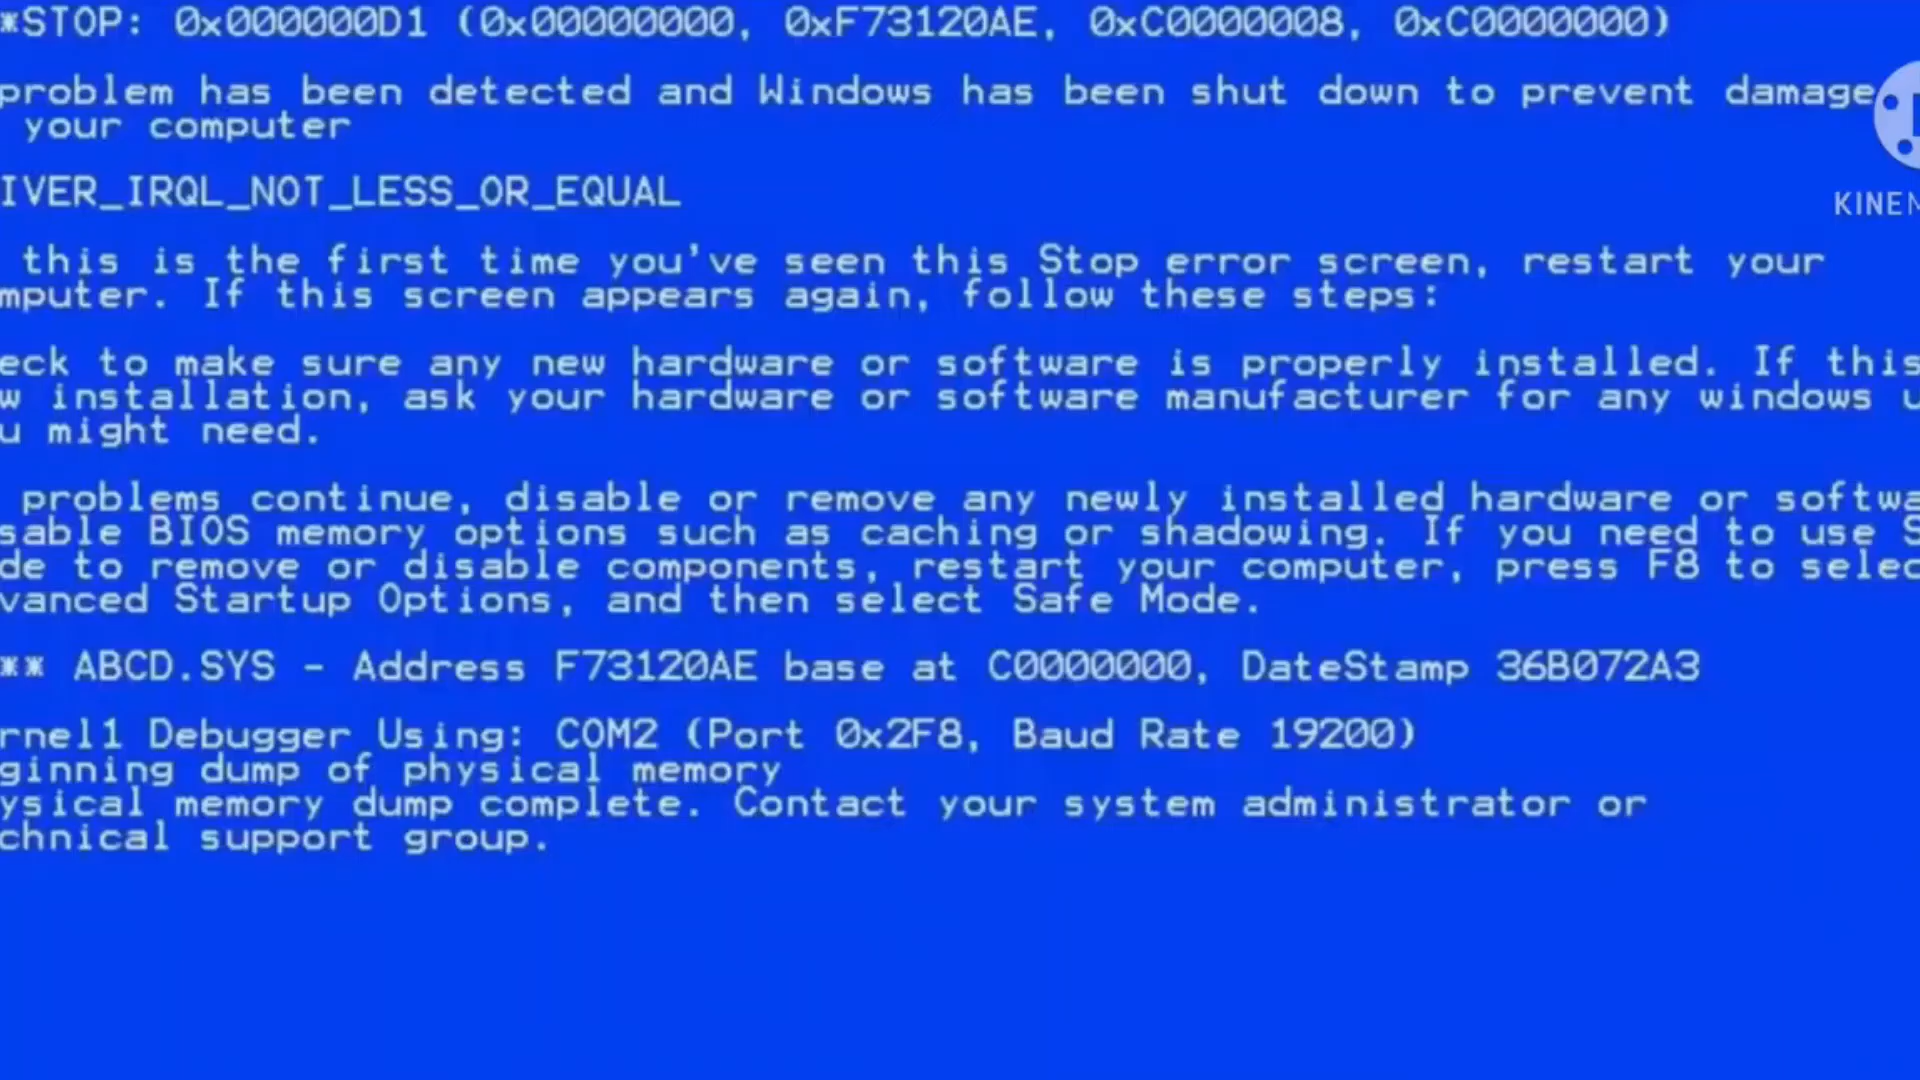 *STOP: 0x000000D1 (0x00000000, 0xF73120AE, 0xC0000008, 0xC0000000)
problem has been detected and Windows has been shut down to prevent damage
your computer
IVER_IRQL_NOT_LESS_OR_EQUAL
this is the first time you've seen this Stop error screen, restart your
mputer. If this screen appears again, follow these steps:
eck to make sure any new hardware or software is properly installed. If this
w installation, ask your hardware or software manufacturer for any windows u
u might need.
problems continue, disable or remove any newly installed hardware or softwa
sable BIOS memory options such as caching or shadowing. If you need to use S
de to remove or disable components, restart your computer, press F8 to selec
vanced Startup Options, and then select Safe Mode.
** ABCD.SYS - Address F73120AE base at C0000000, DateStamp 36B072A3
rnel1 Debugger Using: COM2 (Port 0x2F8, Baud Rate 19200)
ginning dump of physical memory
ysical memory dump complete. Contact your system administrator or
chnical support group.
KINEM